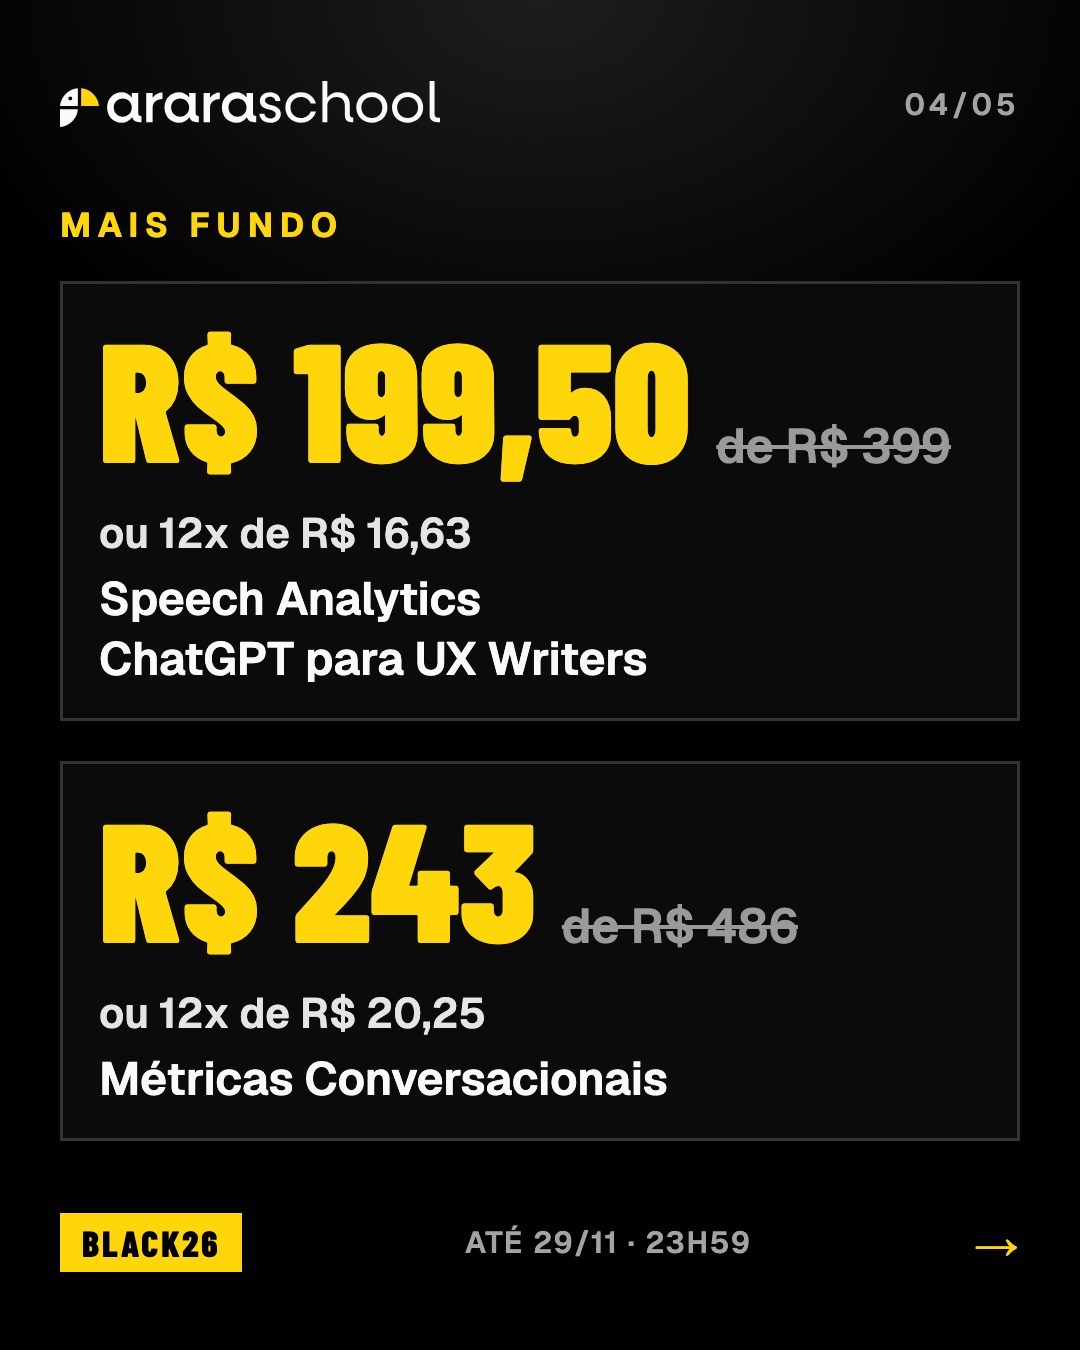 araraschool
04/05
MAIS FUNDO
R$ 199,50 de R$ 399
ou 12x de R$ 16,63
Speech Analytics
ChatGPT para UX Writers
R$ 243 de R$ 486
ou 12x de R$ 20,25
Métricas Conversacionais
BLACK26
ATÉ 29/11 · 23H59
→